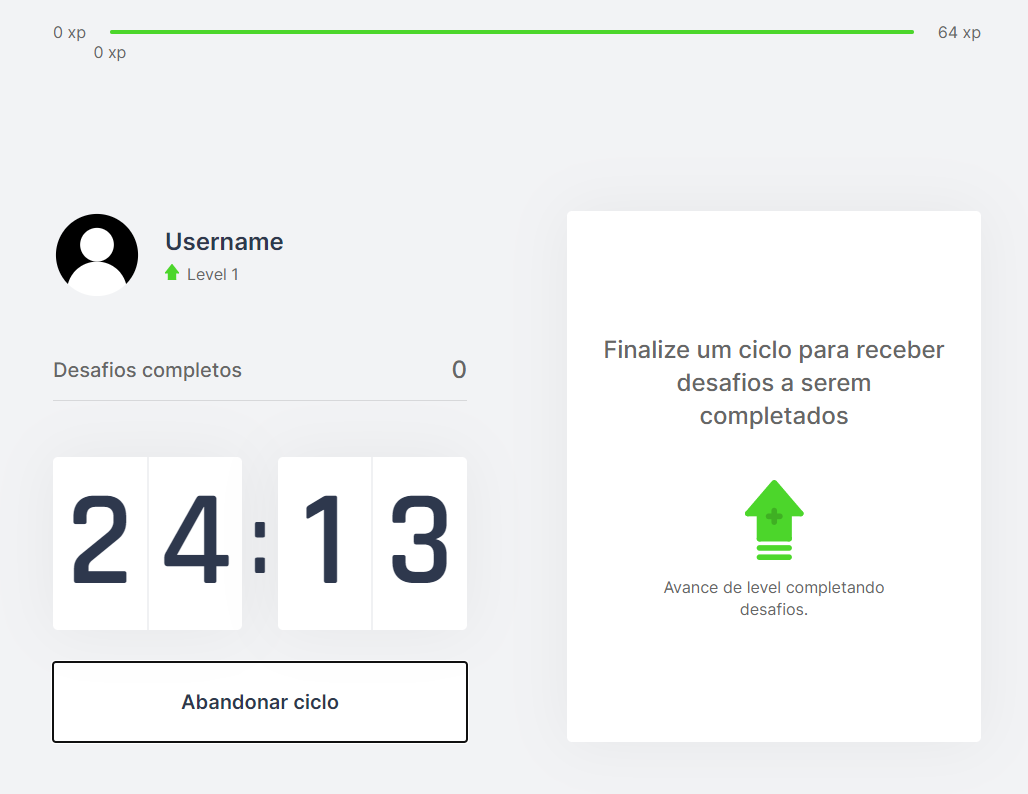 0 xp 64 xp
0 xp
Username
Level 1
Desafios completos 0
24:13
Abandonar ciclo
Finalize um ciclo para receber
desafios a serem
completados
Avance de level completando
desafios.